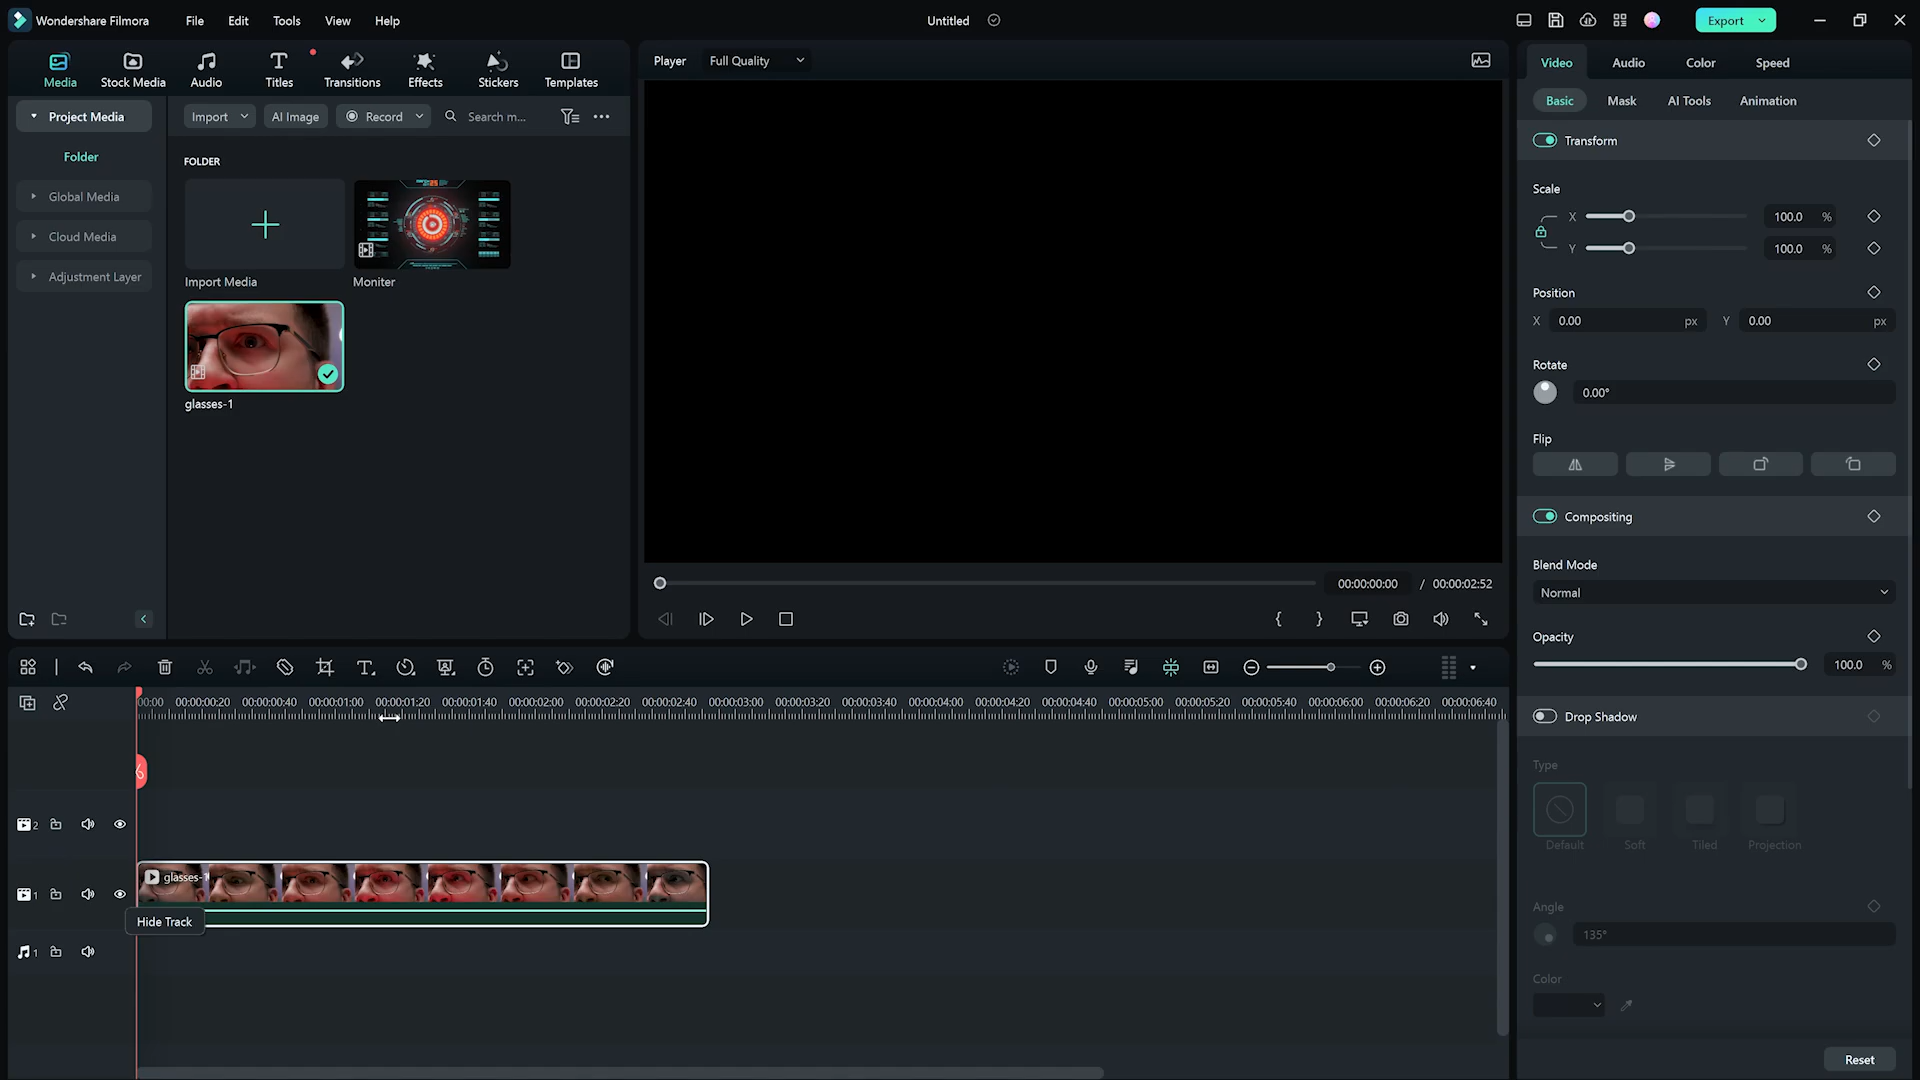 Wondershare Filmora
File
Edit
Tools
View
Help
Untitled
Export
Media
Stock Media
Audio
Titles
Transitions
Effects
Stickers
Templates
Project Media
Folder
Global Media
Cloud Media
Adjustment Layer
Import
AI Image
Record
Search m...
FOLDER
Import Media
Moniter
glasses-1
Player
Full Quality
00:00:00:00 / 00:00:02:52
Video
Audio
Color
Speed
Basic
Mask
AI Tools
Animation
Transform
Scale
X 100.0 %
Y 100.0 %
Position
X 0.00 px Y 0.00 px
Rotate
0.00°
Flip
Compositing
Blend Mode
Normal
Opacity
100.0 %
Drop Shadow
Type
Default
Soft
Tiled
Projection
Angle
135°
Color
Reset
00:00 00:00:00:20 00:00:00:40 00:00:01:00 00:00:01:20 00:00:01:40 00:00:02:00 00:00:02:20 00:00:02:40 00:00:03:00 00:00:03:20 00:00:03:40 00:00:04:00 00:00:04:20 00:00:04:40 00:00:05:00 00:00:05:20 00:00:05:40 00:00:06:00 00:00:06:20 00:00:06:40
2
1
glasses-1
Hide Track
1